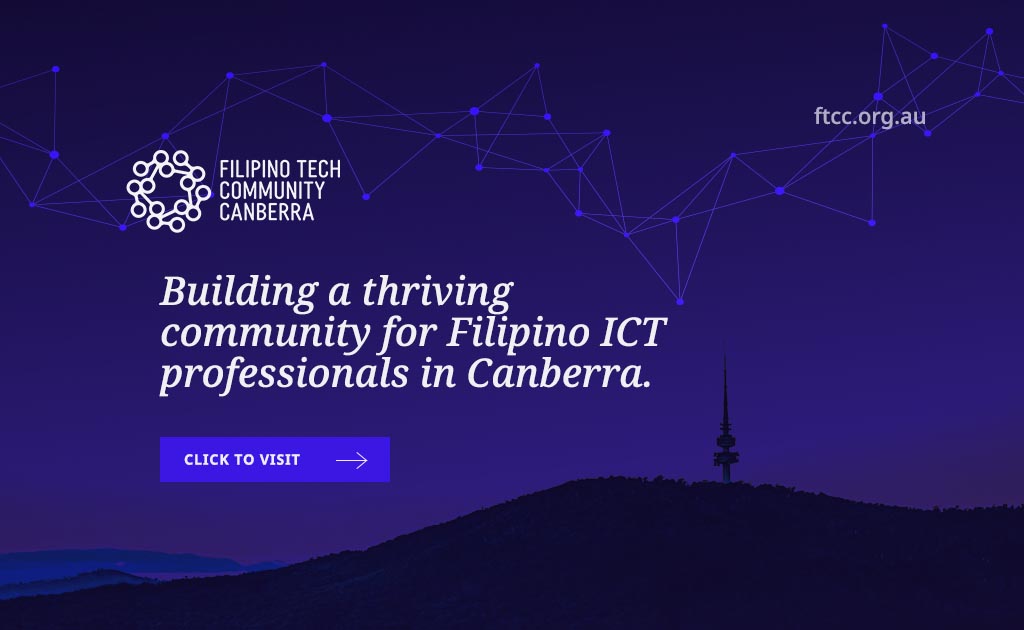 ftcc.org.au
FILIPINO TECH
COMMUNITY
CANBERRA
Building a thriving
community for Filipino ICT
professionals in Canberra.
CLICK TO VISIT